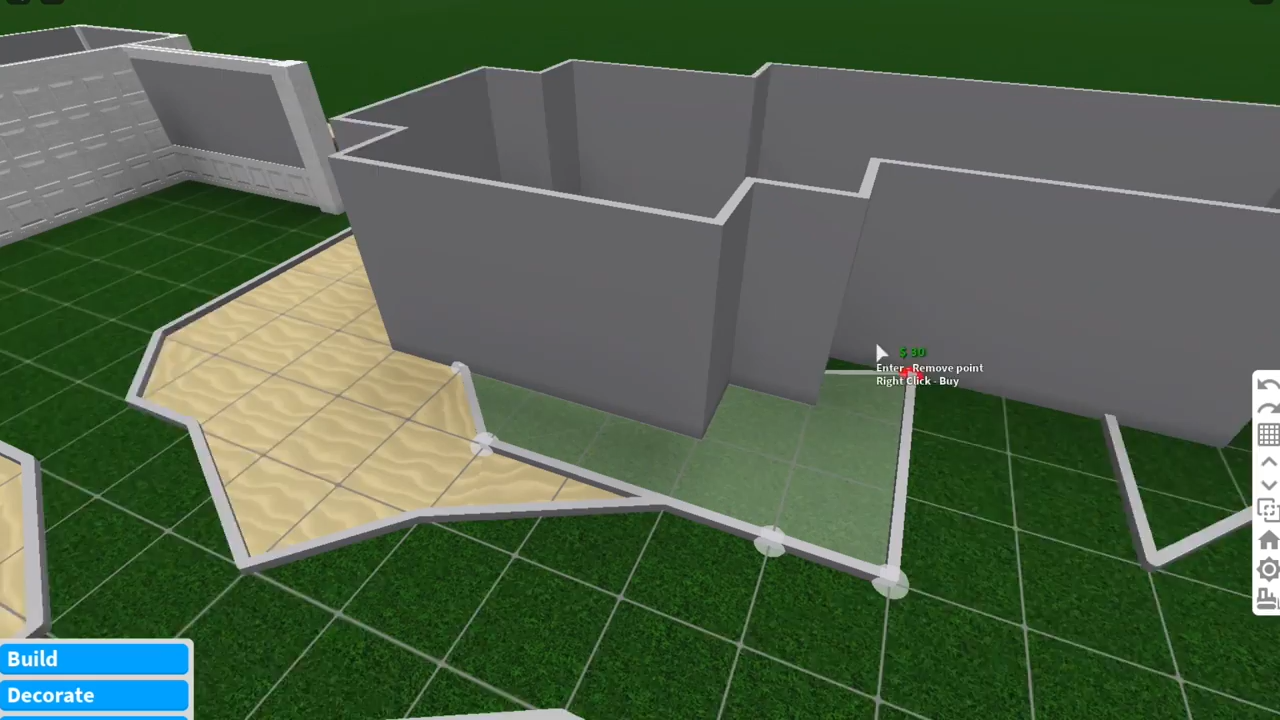 $ 30
Enter - Remove point
Right Click - Buy
Build
Decorate